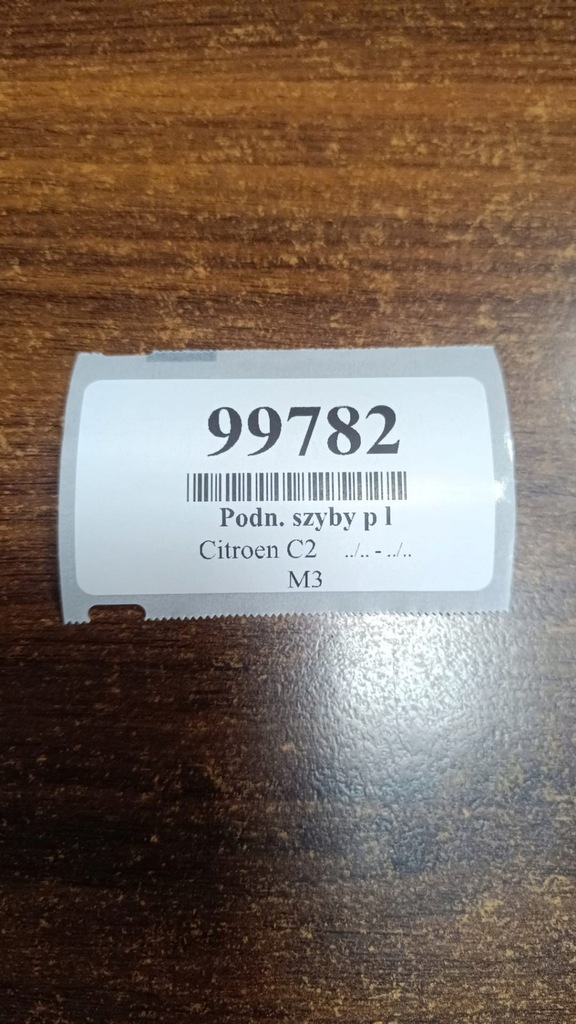 99782
Podn. szyby p l
Citroen C2 ../.. - ../..
M3